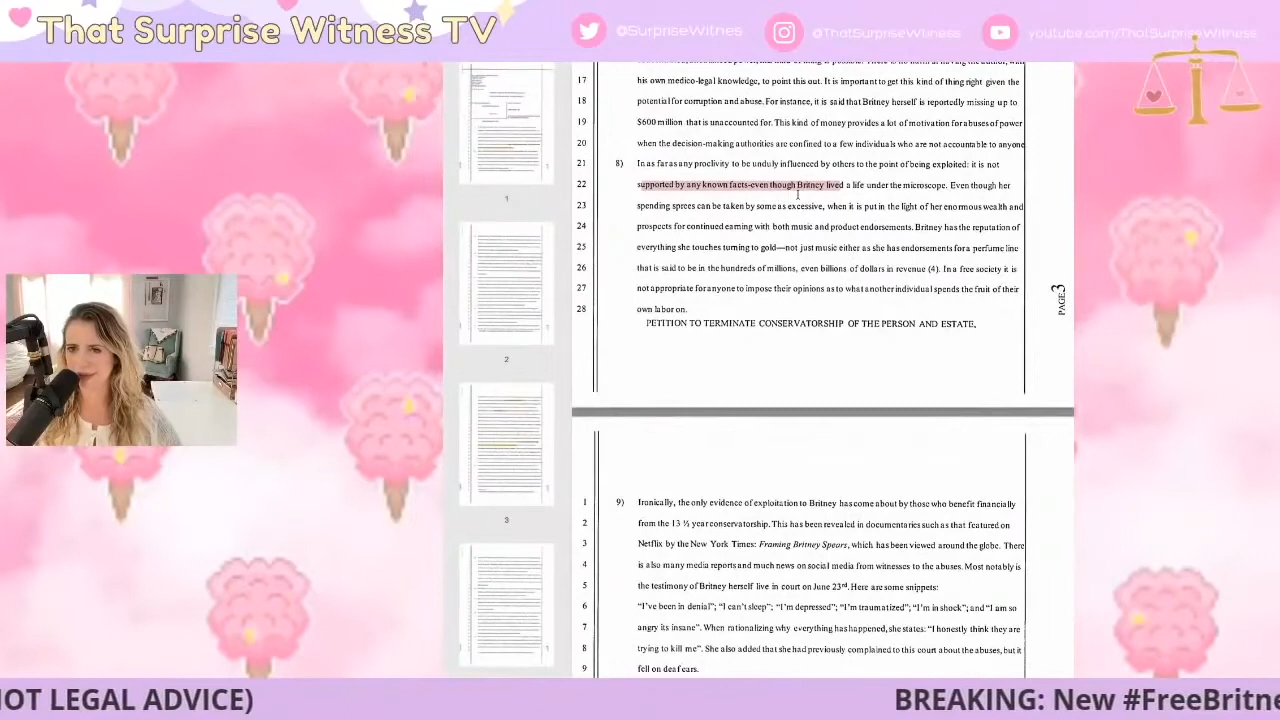 That Surprise Witness TV
@SurpriseWitnes
@ThatSurpriseWitness
youtube.com/ThatSurpriseWitness
17 his own medico-legal knowledge, to point this out. It is important to get this kind of thing right given the
18 potential for corruption and abuse. For instance, it is said that Britney has money missing up to
19 $600 million that is unaccounted for. This kind of money provides a lot of motivation for abuses of power
20 when the decision-making authorities are confined to a few individuals who are not accountable to anyone
21 8) In as far as any proclivity to be unduly influenced by others to the point of being exploited: it is not
22 supported by any known facts-even though Britney lived a life under the microscope. Even though her
23 spending sprees can be taken by some as excessive, when it is put in the light of her enormous wealth and
24 prospects for continued earning with both music and product endorsements. Britney has the reputation of
25 everything she touches turning to gold—not just music either as she has endorsements for a perfume line
26 that is said to be in the hundreds of millions, even billions of dollars in revenue (4). In a free society it is
27 not appropriate for anyone to impose their opinions as to what another individual spends the fruit of their
28 own labor on.
PETITION TO TERMINATE CONSERVATORSHIP OF THE PERSON AND ESTATE
PAGE 3
1
2
3
1 9) Ironically, the only evidence of exploitation to Britney has come about by those who benefit financially
2 from the 13 ½ year conservatorship. This has been revealed in documentaries such as that featured on
3 Netflix by the New York Times: Framing Britney Spears, which has been viewed around the globe. There
4 is also many media reports and fresh news on social media from witnesses to the abuse. Most notably is
5 the testimony of Britney herself live in court on June 23rd. Here are some snippets:
6 "I've been in denial"; "I can't sleep"; "I'm depressed"; "I'm traumatized"; "I'm in shock"; and "I am so
7 angry its insane". When rationalizing why everything has happened, she stated "I honestly think they are
8 trying to kill me". She also added that she had previously complained to this court about the abuses, but it
9 fell on deaf ears.
IOT LEGAL ADVICE)
BREAKING: New #FreeBritne